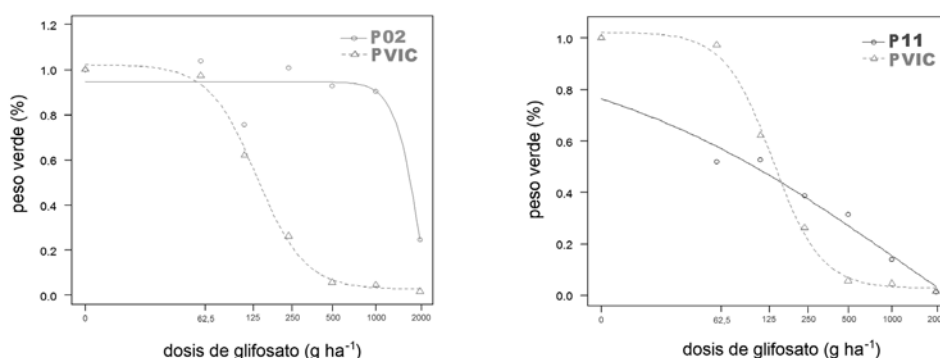 1.2
1.0
0.8
0.6
0.4
0.2
0.0
peso verde (%)
P02
PVIC
0 62,5 125 250 500 1000 2000
dosis de glifosato (g ha⁻¹)
1.0
0.8
0.6
0.4
0.2
0.0
peso verde (%)
P11
PVIC
0 62,5 125 250 500 1000 200
dosis de glifosato (g ha⁻¹)